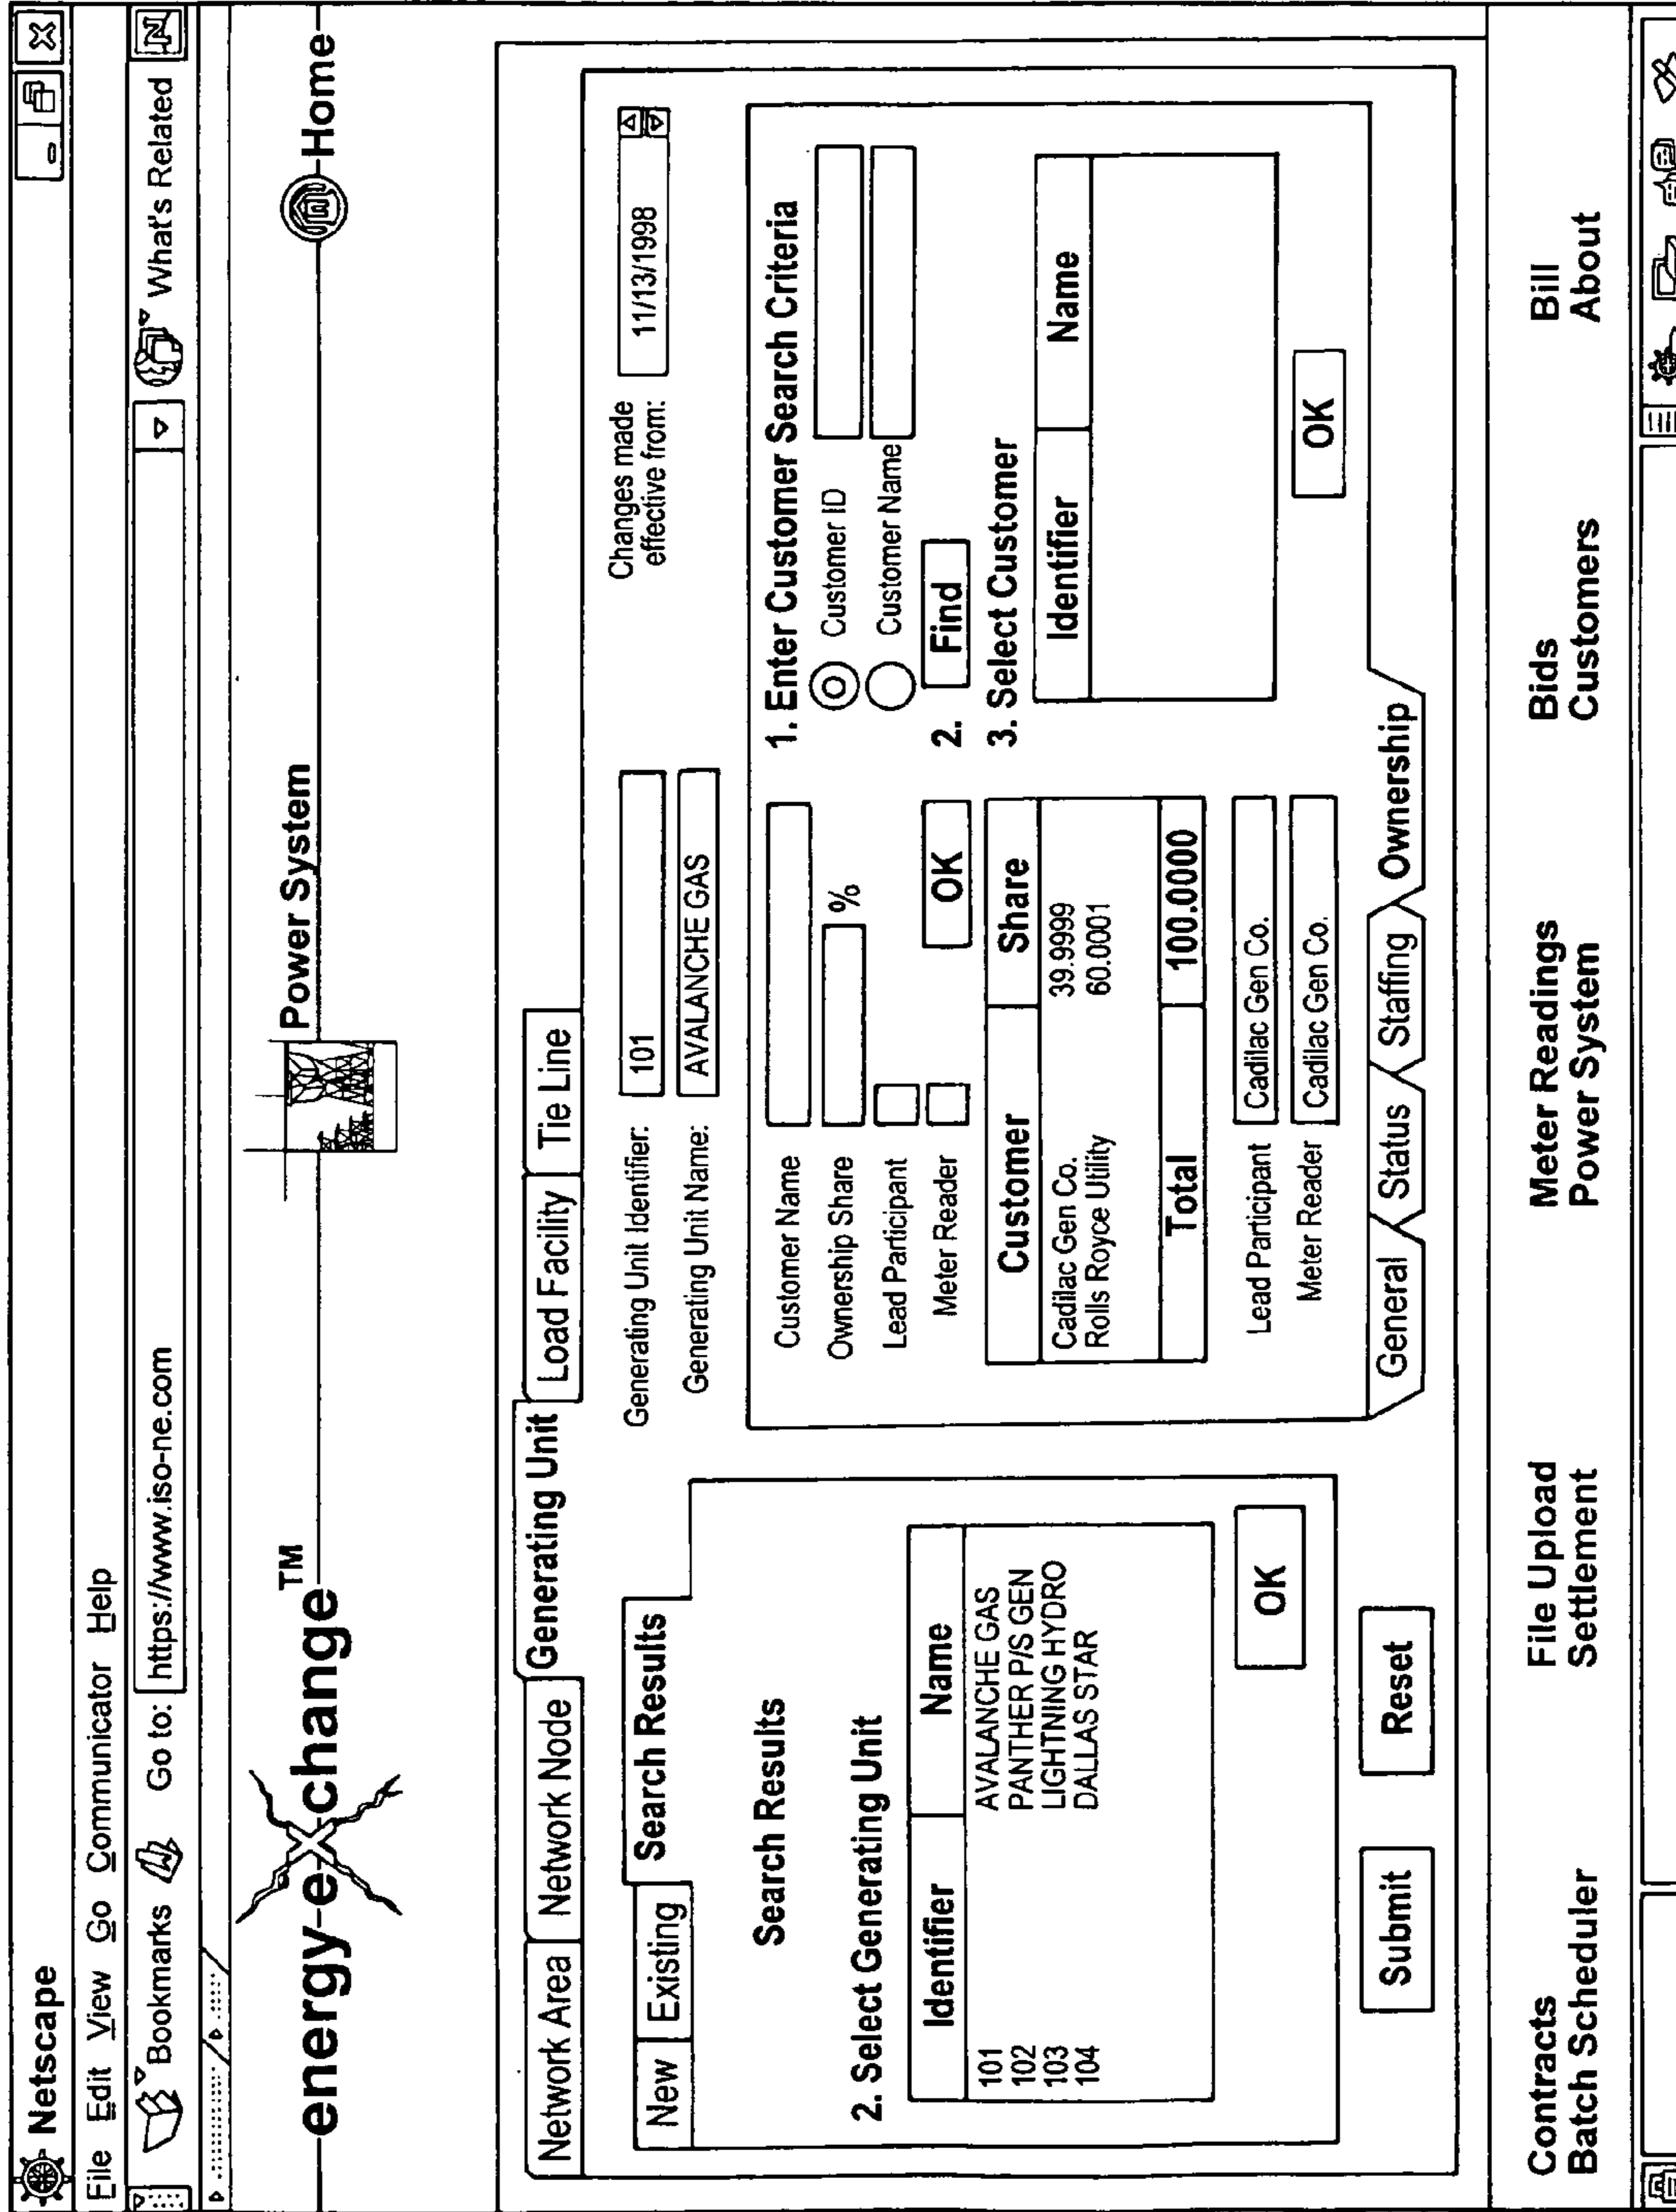 Netscape
File Edit View Go Communicator Help
Bookmarks Go to: https://www.iso-ne.com What's Related
N
energy-eXchange™ Power System Home
Network Area Network Node Generating Unit Load Facility Tie Line
New Existing Search Results
Search Results
2. Select Generating Unit
Identifier Name
101 AVALANCHE GAS
102 PANTHER P/S GEN
103 LIGHTNING HYDRO
104 DALLAS STAR
OK
Submit Reset
Generating Unit Identifier: 101
Generating Unit Name: AVALANCHE GAS
Changes made
effective from: 11/13/1998
Customer Name
Ownership Share %
Lead Participant
Meter Reader OK
Customer Share
Cadilac Gen Co. 39.9999
Rolls Royce Utility 60.0001
Total 100.0000
Lead Participant Cadilac Gen Co.
Meter Reader Cadilac Gen Co.
1. Enter Customer Search Criteria
Customer ID
Customer Name
2. Find
3. Select Customer
Identifier Name
OK
General Status Staffing Ownership
Contracts File Upload Meter Readings Bids Bill
Batch Scheduler Settlement Power System Customers About